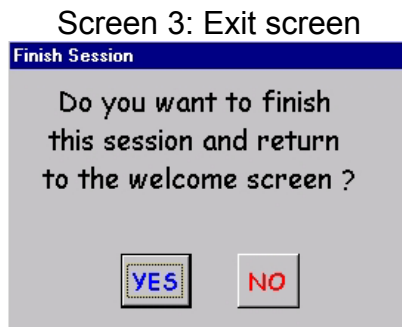 Screen 3: Exit screen
Finish Session
Do you want to finish
this session and return
to the welcome screen ?
YES NO